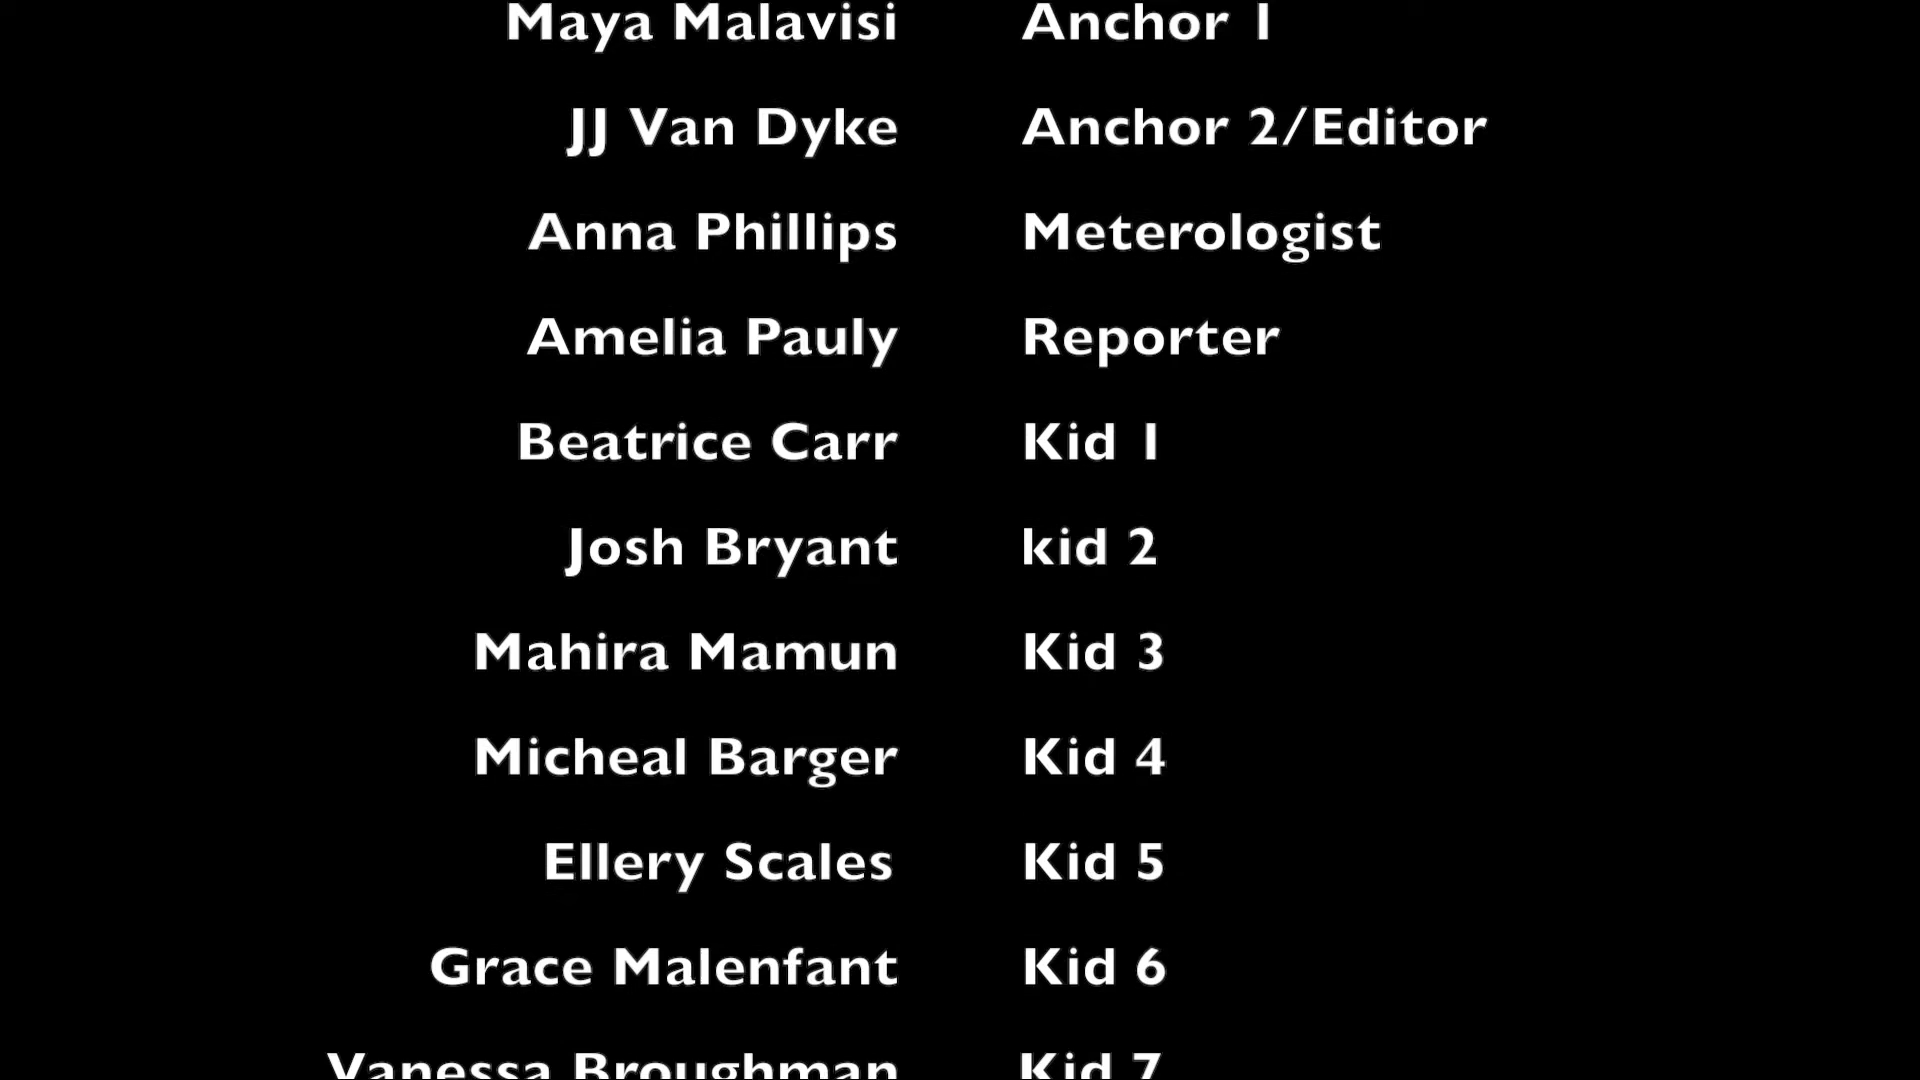 Maya Malavisi Anchor 1
JJ Van Dyke Anchor 2/Editor
Anna Phillips Meterologist
Amelia Pauly Reporter
Beatrice Carr Kid 1
Josh Bryant kid 2
Mahira Mamun Kid 3
Micheal Barger Kid 4
Ellery Scales Kid 5
Grace Malenfant Kid 6
Vanessa Broughman Kid 7